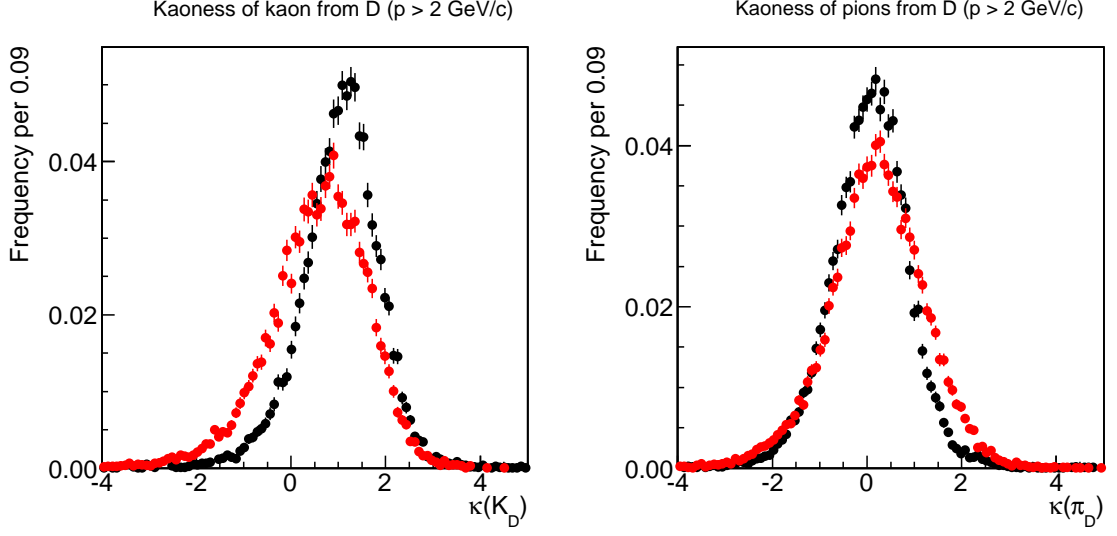 Kaoness of kaon from D (p > 2 GeV/c)
Frequency per 0.09
0.04
0.02
0.00
-4
-2
0
2
4
κ(K_D)
Kaoness of pions from D (p > 2 GeV/c)
Frequency per 0.09
0.04
0.02
0.00
-4
-2
0
2
4
κ(π_D)